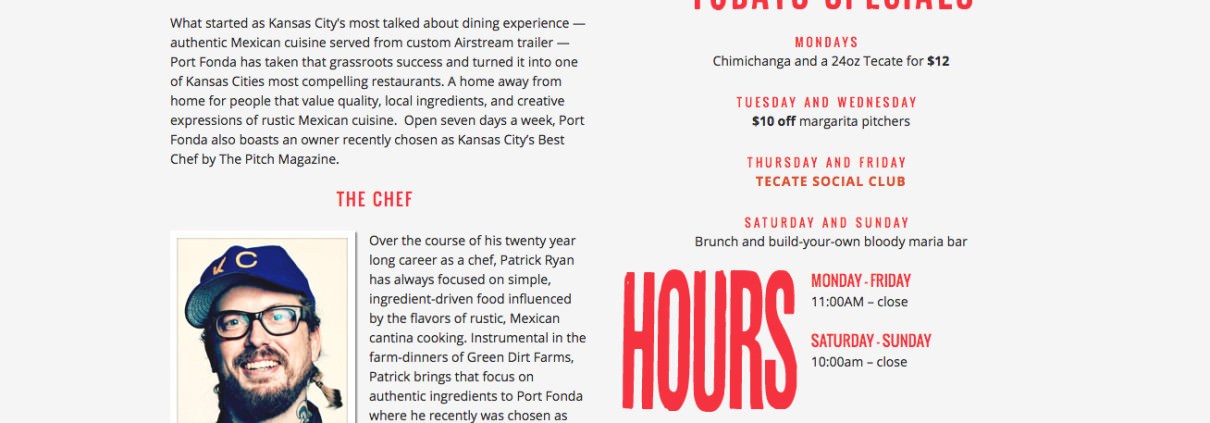 What started as Kansas City's most talked about dining experience —
authentic Mexican cuisine served from custom Airstream trailer —
Port Fonda has taken that grassroots success and turned it into one
of Kansas Cities most compelling restaurants. A home away from
home for people that value quality, local ingredients, and creative
expressions of rustic Mexican cuisine.  Open seven days a week, Port
Fonda also boasts an owner recently chosen as Kansas City's Best
Chef by The Pitch Magazine.
THE CHEF
C
Over the course of his twenty year
long career as a chef, Patrick Ryan
has always focused on simple,
ingredient-driven food influenced
by the flavors of rustic, Mexican
cantina cooking. Instrumental in the
farm-dinners of Green Dirt Farms,
Patrick brings that focus on
authentic ingredients to Port Fonda
where he recently was chosen as
TODAYS SPECIALS
MONDAYS
Chimichanga and a 24oz Tecate for $12
TUESDAY AND WEDNESDAY
$10 off margarita pitchers
THURSDAY AND FRIDAY
TECATE SOCIAL CLUB
SATURDAY AND SUNDAY
Brunch and build-your-own bloody maria bar
HOURS
MONDAY - FRIDAY
11:00AM – close
SATURDAY - SUNDAY
10:00am – close